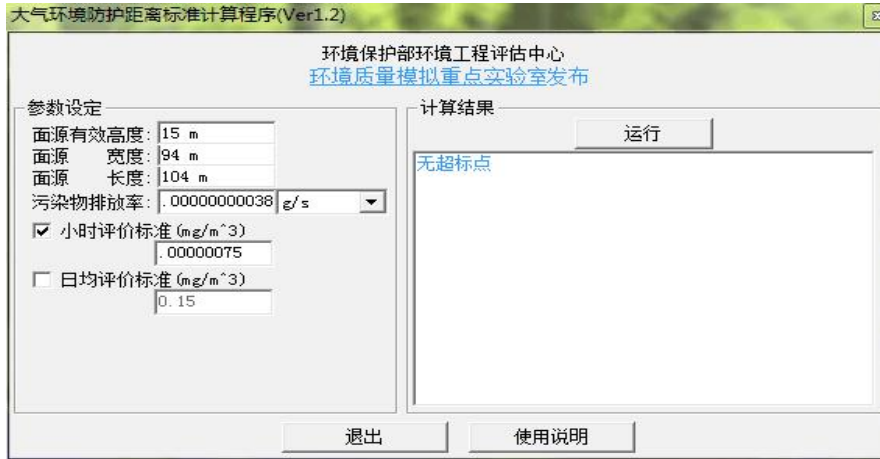 大气环境防护距离标准计算程序(Ver1.2)
环境保护部环境工程评估中心
环境质量模拟重点实验室发布
参数设定
面源有效高度: 15 m
面源 宽度: 94 m
面源 长度: 104 m
污染物排放率: .00000000038 g/s
小时评价标准(mg/m^3)
.00000075
日均评价标准(mg/m^3)
0.15
计算结果
运行
无超标点
退出
使用说明